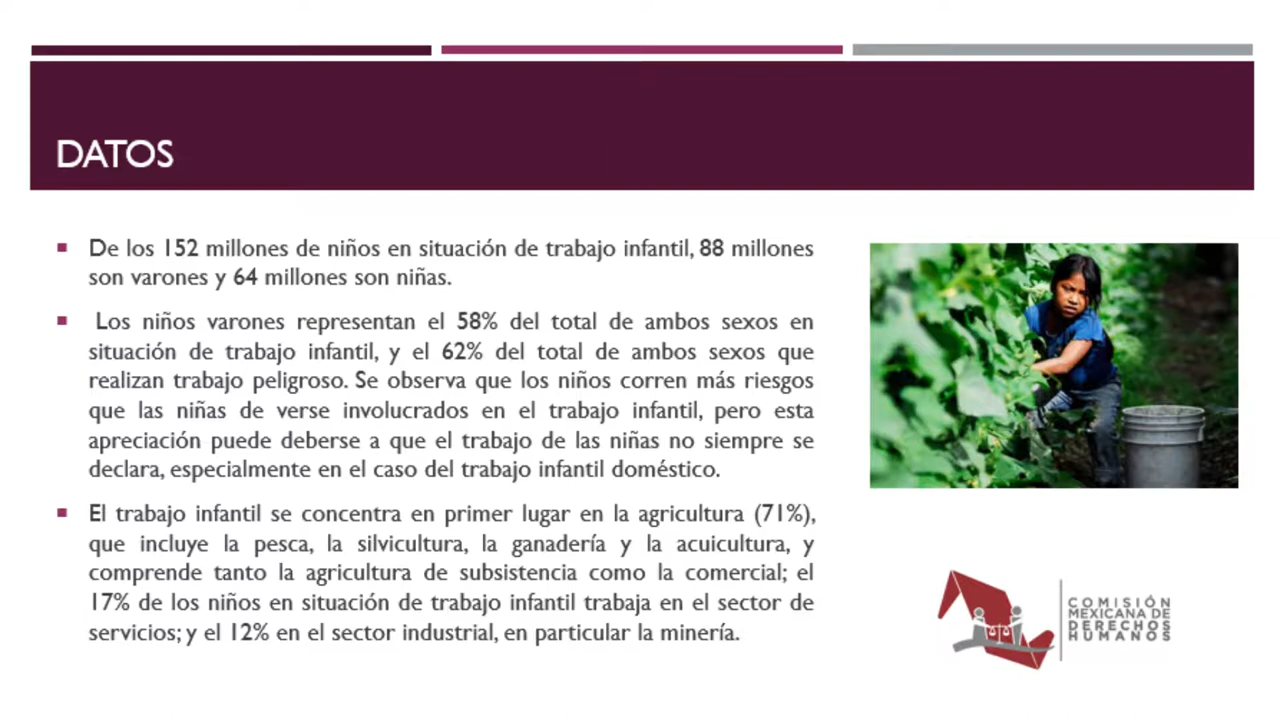 DATOS
De los 152 millones de niños en situación de trabajo infantil, 88 millones
son varones y 64 millones son niñas.
Los niños varones representan el 58% del total de ambos sexos en
situación de trabajo infantil, y el 62% del total de ambos sexos que
realizan trabajo peligroso. Se observa que los niños corren más riesgos
que las niñas de verse involucrados en el trabajo infantil, pero esta
apreciación puede deberse a que el trabajo de las niñas no siempre se
declara, especialmente en el caso del trabajo infantil doméstico.
El trabajo infantil se concentra en primer lugar en la agricultura (71%),
que incluye la pesca, la silvicultura, la ganadería y la acuicultura, y
comprende tanto la agricultura de subsistencia como la comercial; el
17% de los niños en situación de trabajo infantil trabaja en el sector de
servicios; y el 12% en el sector industrial, en particular la minería.
COMISIÓN
MEXICANA DE
DERECHOS
HUMANOS